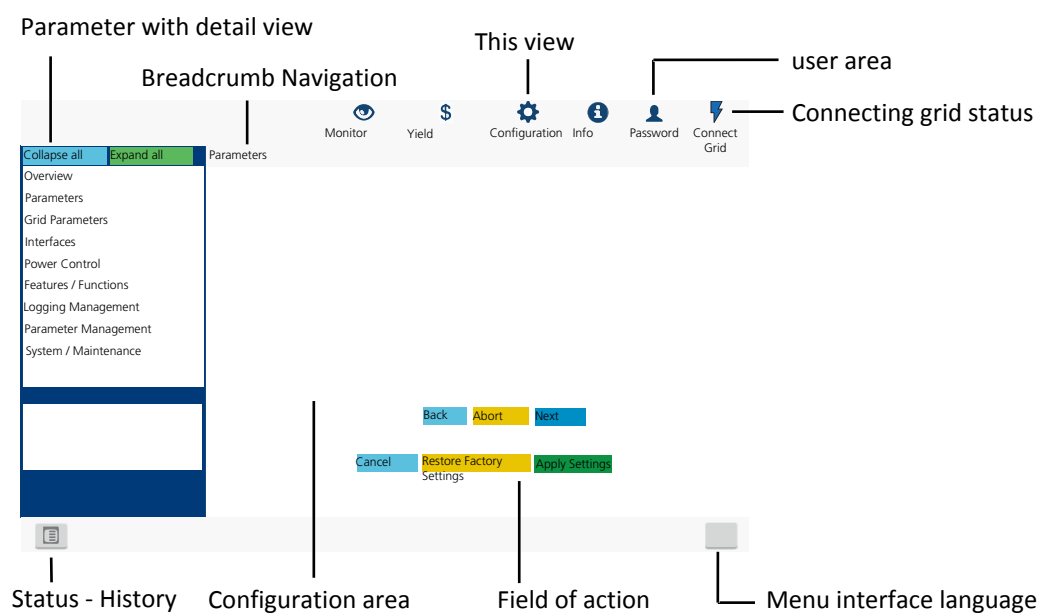 Parameter with detail view
This view
user area
Breadcrumb Navigation
$
Connecting grid status
Monitor
Yield
Configuration
Info
Password
Connect
Grid
Collapse all
Expand all
Parameters
Overview
Parameters
Grid Parameters
Interfaces
Power Control
Features / Functions
Logging Management
Parameter Management
System / Maintenance
Back
Abort
Next
Cancel
Restore Factory
Settings
Apply Settings
Status - History
Configuration area
Field of action
Menu interface language